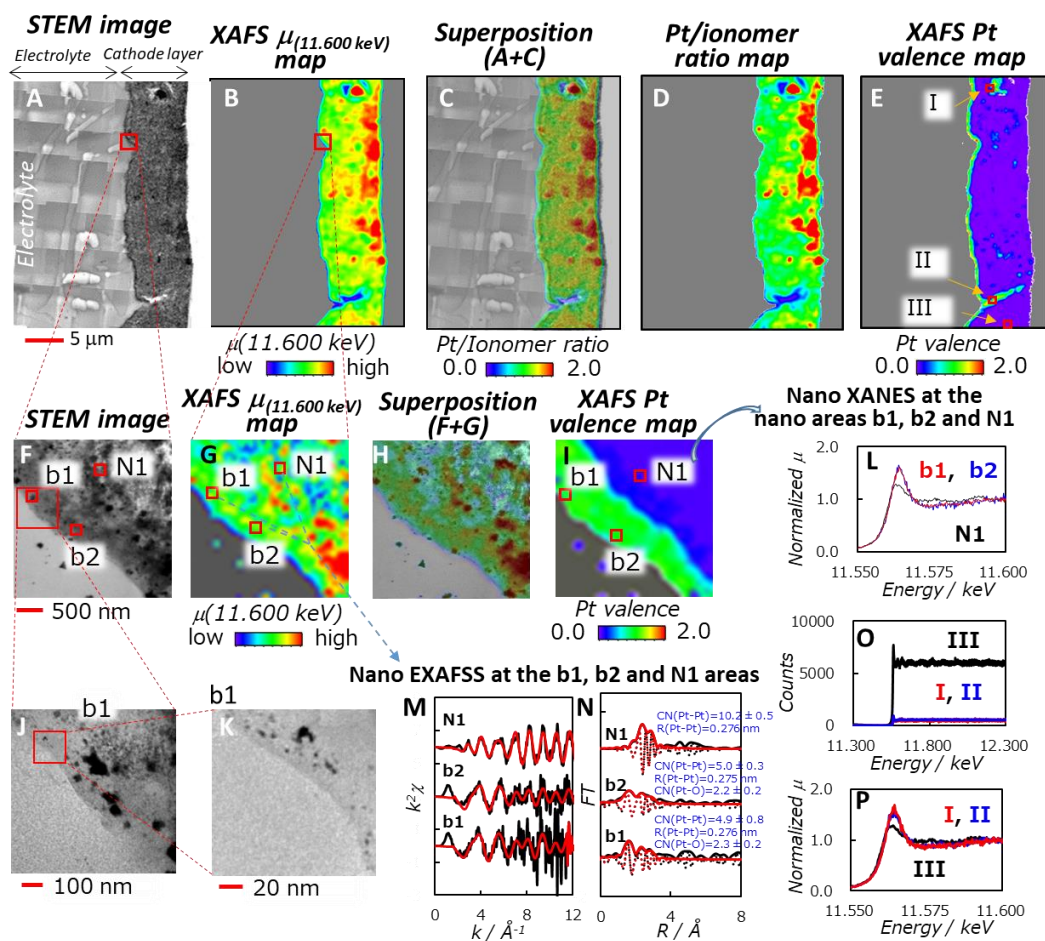 STEM image
XAFS μ(11.600 keV)
map
Superposition
(A+C)
Pt/ionomer
ratio map
XAFS Pt
valence map
Electrolyte
Cathode layer
A
B
C
D
E
I
II
III
Electrolyte
5 μm
μ(11.600 keV)
low
high
Pt/Ionomer ratio
0.0
2.0
Pt valence
0.0
2.0
STEM image
XAFS μ(11.600 keV)
map
Superposition
(F+G)
XAFS Pt
valence map
Nano XANES at the
nano areas b1, b2 and N1
F
b1
N1
b2
G
b1
N1
b2
H
I
b1
N1
b2
500 nm
μ(11.600 keV)
low
high
Pt valence
0.0
2.0
L
b1, b2
N1
Normalized μ
2.0
1.0
0.0
11.550
11.575
11.600
Energy / keV
Nano EXAFSS at the b1, b2 and N1 areas
O
III
I, II
Counts
10000
5000
0
11.300
11.800
12.300
Energy / keV
b1
b1
J
K
100 nm
20 nm
M
N1
b2
b1
k²χ
0
4
8
12
k / Å-1
N
CN(Pt-Pt)=10.2 ± 0.5
R(Pt-Pt)=0.276 nm
N1
CN(Pt-Pt)=5.0 ± 0.3
R(Pt-Pt)=0.275 nm
CN(Pt-O)=2.2 ± 0.2
b2
CN(Pt-Pt)=4.9 ± 0.8
R(Pt-Pt)=0.276 nm
CN(Pt-O)=2.3 ± 0.2
b1
FT
0
4
8
R / Å
P
I, II
III
Normalized μ
2.0
1.0
0.0
11.550
11.575
11.600
Energy / keV